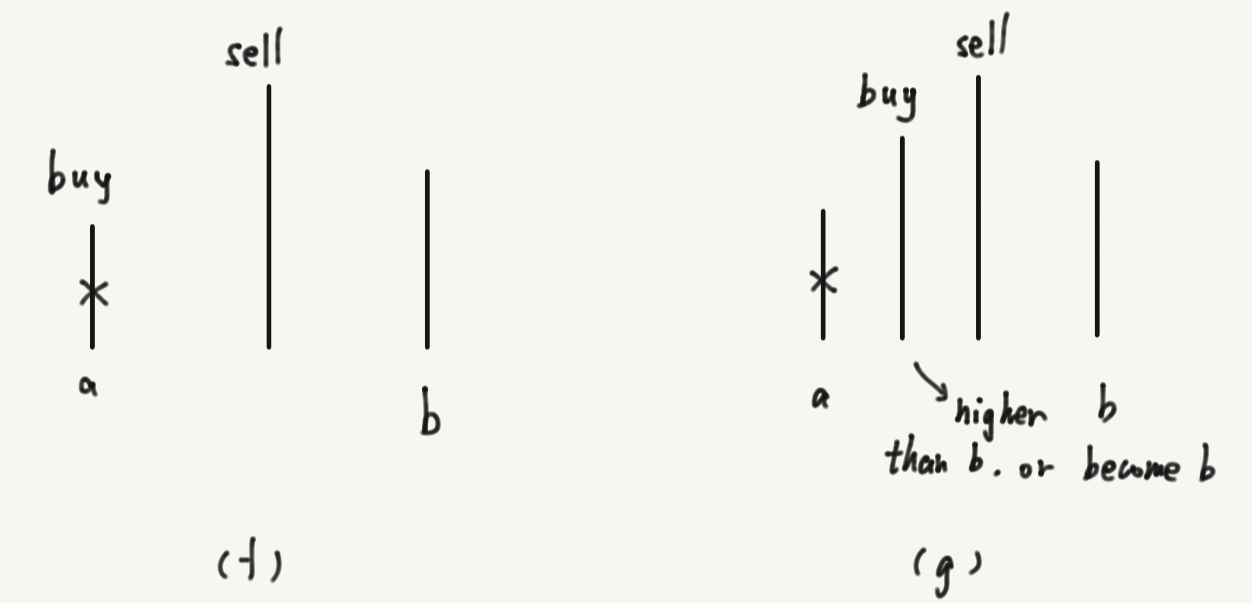 sell
buy
a
b
(f)
sell
buy
a
higher
b
than b. or become b
(g)